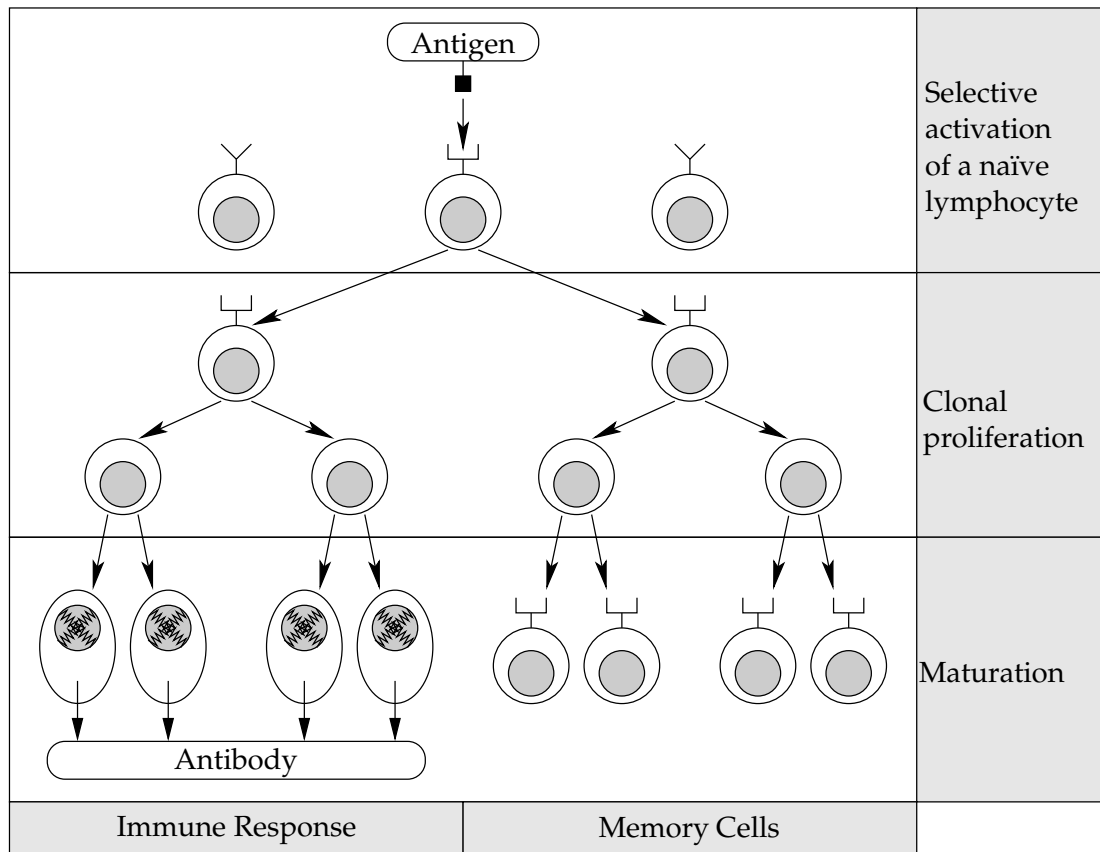 Antigen
Selective
activation
of a naïve
lymphocyte
Clonal
proliferation
Maturation
Antibody
Immune Response
Memory Cells